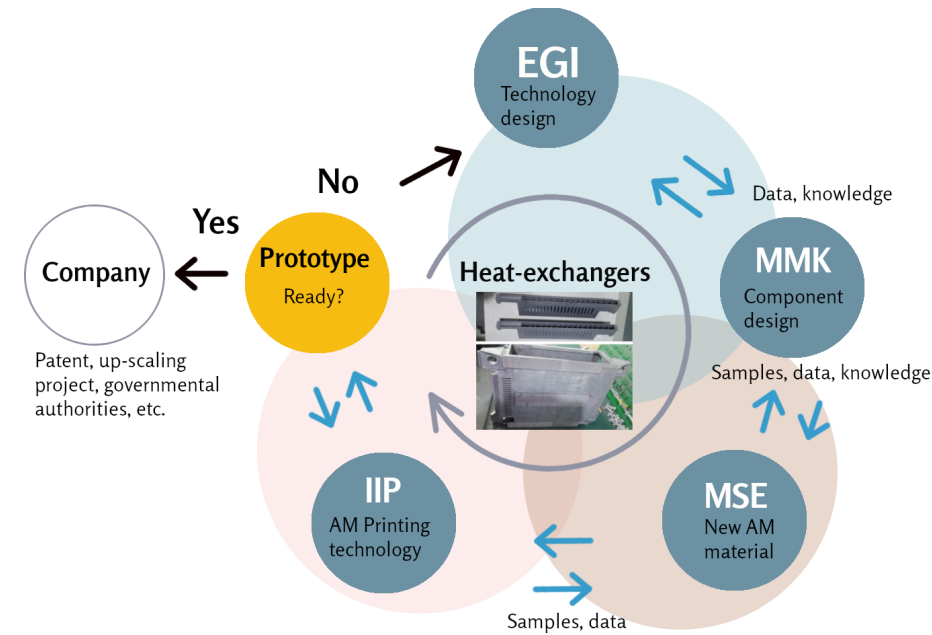 EGI
Technology
design
No
Data, knowledge
Yes
Prototype
Ready?
Company
Heat-exchangers
MMK
Component
design
Patent, up-scaling
project, governmental
authorities, etc.
Samples, data, knowledge
IIP
AM Printing
technology
MSE
New AM
material
Samples, data